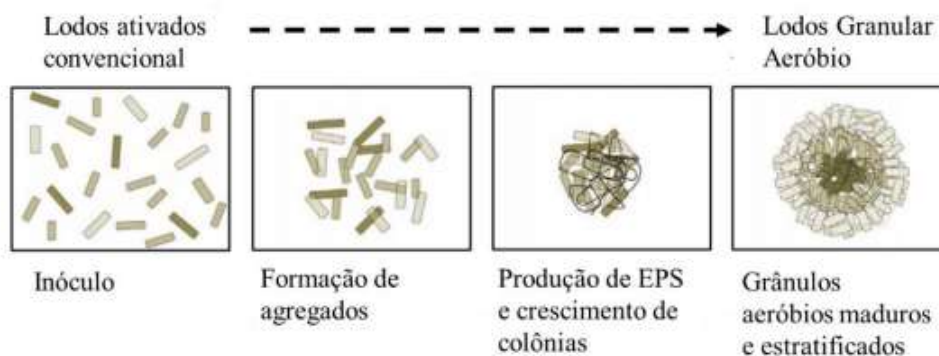 Lodos ativados
convencional
Lodos Granular
Aeróbio
Inóculo
Formação de
agregados
Produção de EPS
e crescimento de
colônias
Grânulos
aeróbios maduros
e estratificados